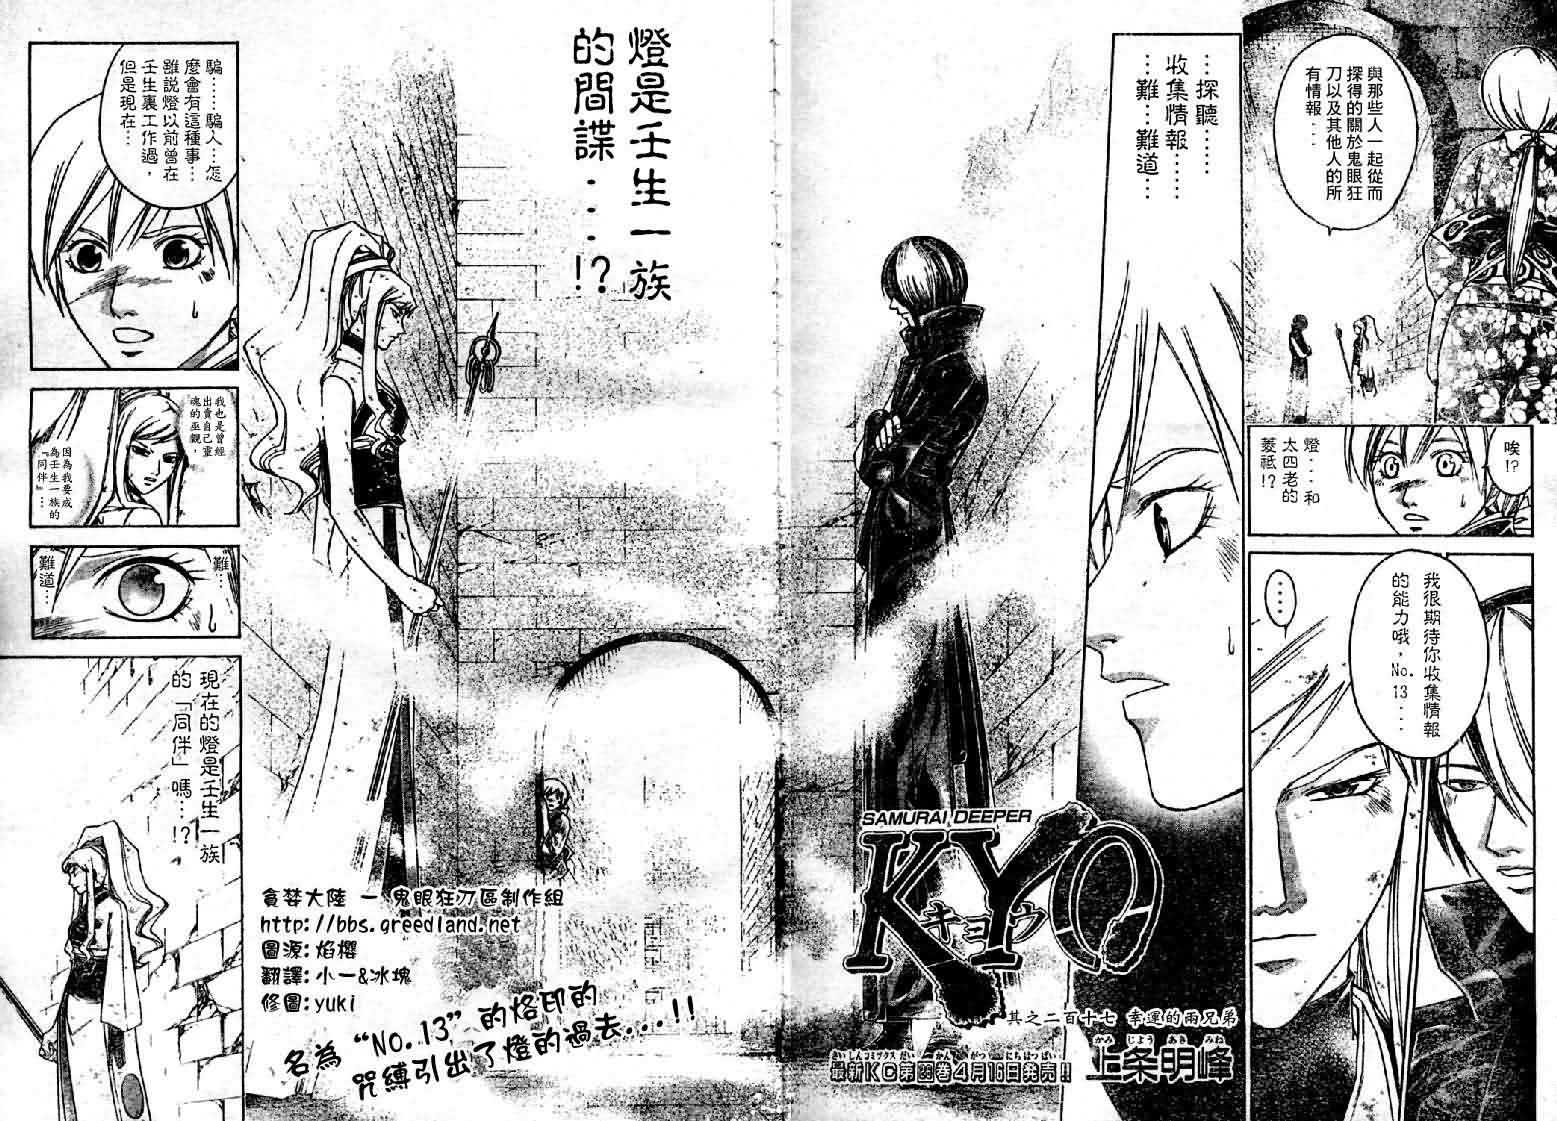 與那些人一起從而
探得的關於鬼眼狂
刀以及其他人的所
有情報...
唉!?
燈...和
太四老的
菱祗!?
我很期待你收集情報
的能力哦，No.
13...
....
...探聽......
收集情報......
...難...難道...
燈是壬生一族
的間諜...!?
SAMURAI DEEPER
KYO
キョウ
其之二百十七 幸運的兩兄弟
かみ じょう あき みね
上条明峰
騙......騙人...怎
麼會有這種事...
雖說燈以前曾在
壬生裏工作過，
但是現在...
我也是曾經
出賣自己靈
魂的巫覡，
因為我要成
為壬生一族的
『同伴』...
難...
難道...
現在的燈是壬生一族
的「同伴」嗎...!?
貪婪大陸 — 鬼眼狂刀區制作組
http://bbs.greedland.net
圖源:焰櫻
翻譯:小一&冰塊
修圖:yuki
名為“No.13”的烙印的
咒縛引出了燈的過去...!!